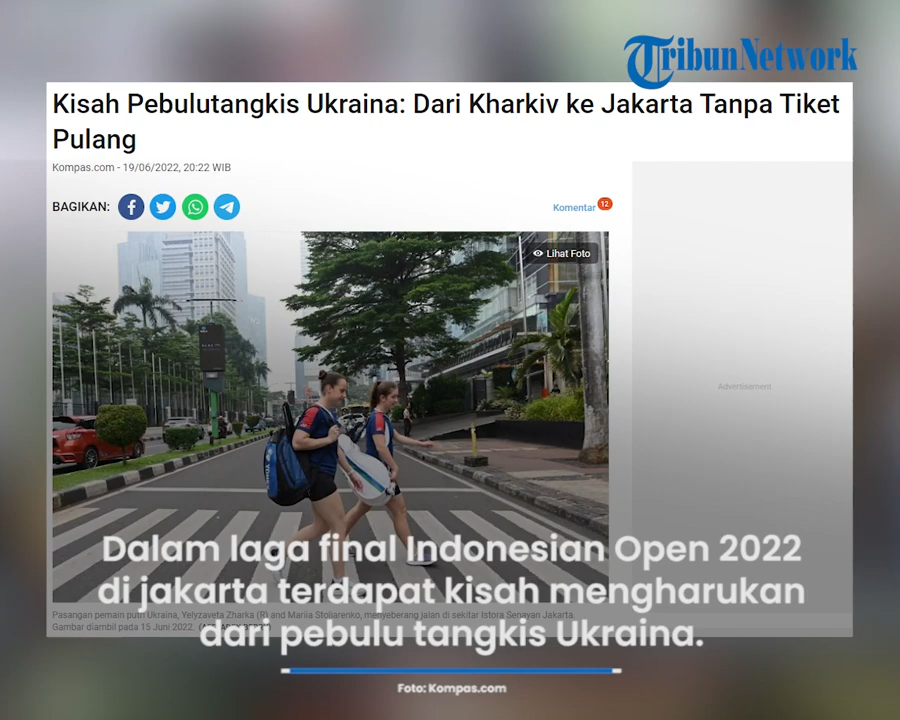 Tribun Network
Kisah Pebulutangkis Ukraina: Dari Kharkiv ke Jakarta Tanpa Tiket
Pulang
Kompas.com - 19/06/2022, 20:22 WIB
BAGIKAN:
Komentar 12
Lihat Foto
Advertisement
Dalam laga final Indonesian Open 2022
di jakarta terdapat kisah mengharukan
dari pebulu tangkis Ukraina.
Pasangan pemain putri Ukraina, Yelyzaveta Zharka (R) and Mariia Stoliarenko, menyeberang jalan di sekitar Istora Senayan Jakarta.
Gambar diambil pada 15 Juni 2022.
Foto: Kompas.com